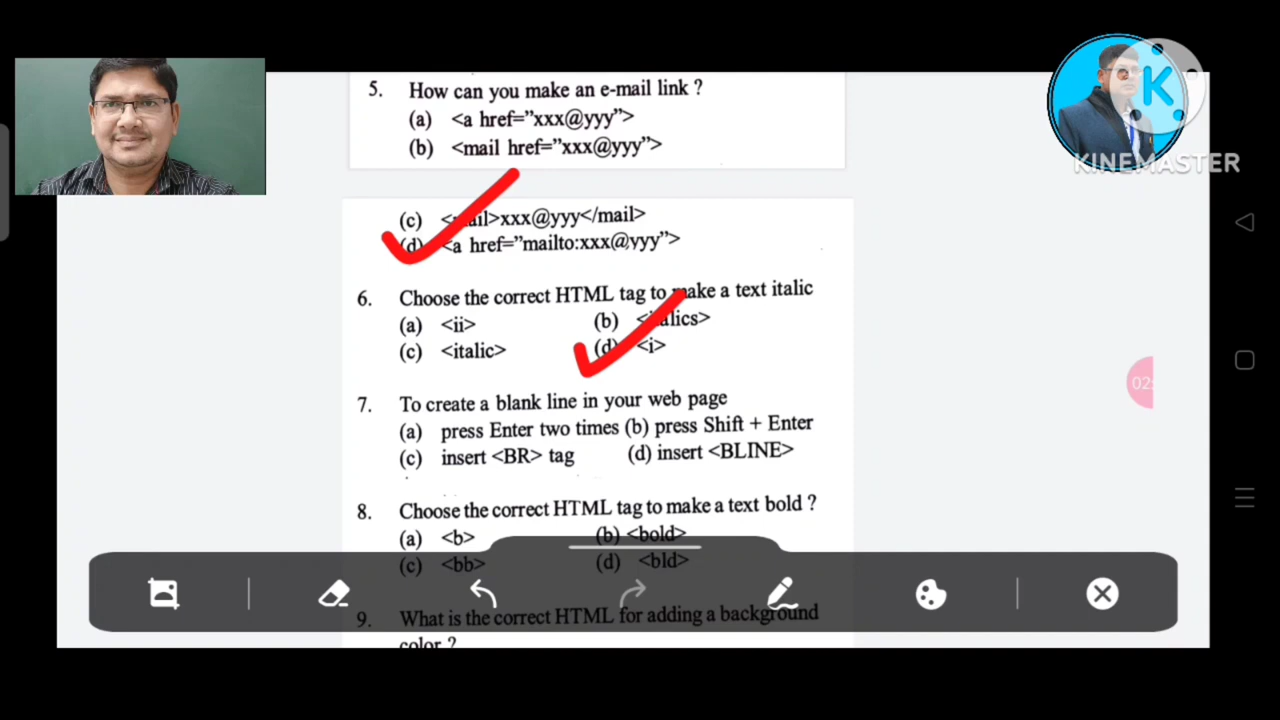 5. How can you make an e-mail link ?
(a) <a href="xxx@yyy">
(b) <mail href="xxx@yyy">
KINEMASTER
(c) <mail>xxx@yyy</mail>
(d) <a href="mailto:xxx@yyy">
6. Choose the correct HTML tag to make a text italic
(a) <ii> (b) <italics>
(c) <italic> (d) <i>
02:
7. To create a blank line in your web page
(a) press Enter two times (b) press Shift + Enter
(c) insert <BR> tag (d) insert <BLINE>
8. Choose the correct HTML tag to make a text bold ?
(a) <b> (b) <bold>
(c) <bb> (d) <bld>
9. What is the correct HTML for adding a background
color ?